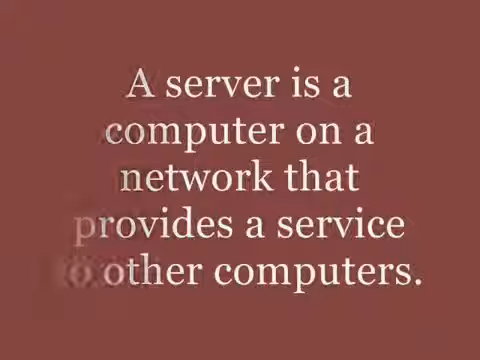 A server is a
computer on a
network that
provides a service
to other computers.